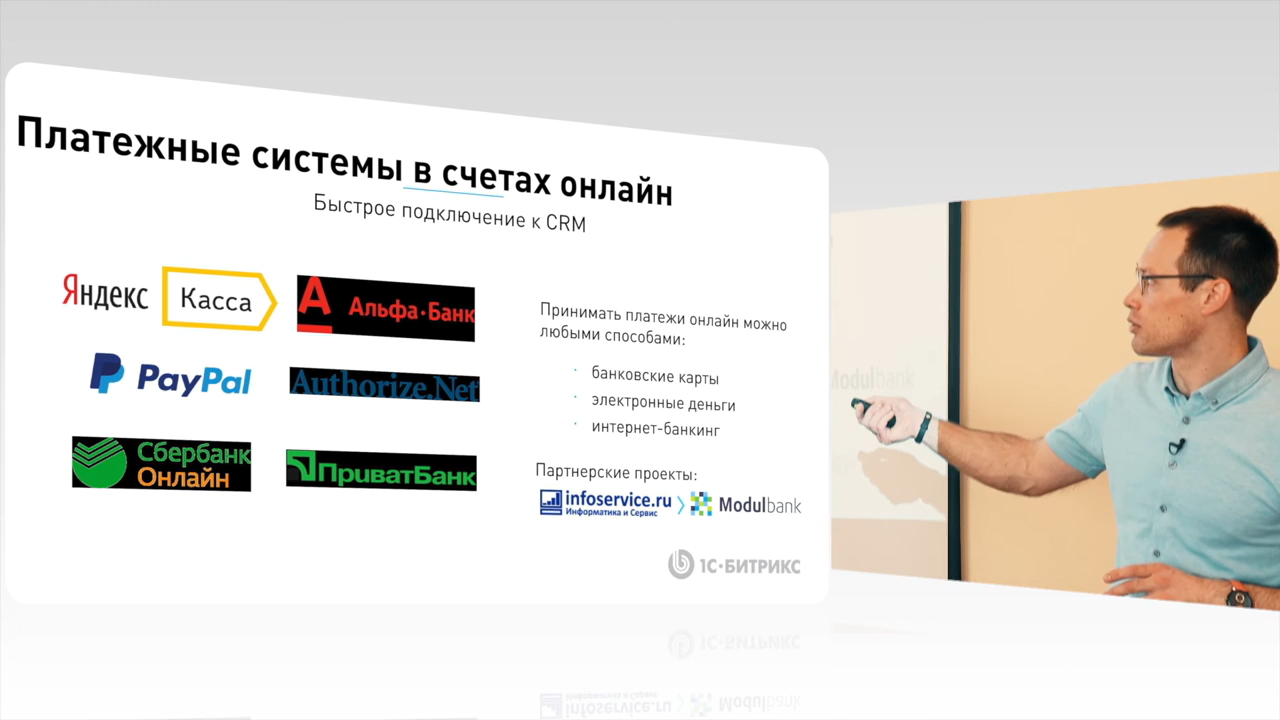 Платежные системы в счетах онлайн
Быстрое подключение к CRM
Яндекс Касса
Альфа·Банк
PayPal
Authorize.Net
Сбербанк
Онлайн
ПриватБанк
Принимать платежи онлайн можно
любыми способами:
банковские карты
электронные деньги
интернет-банкинг
Партнерские проекты:
infoservice.ru
Информатика и Сервис
Modulbank
1С-БИТРИКС
Modulbank